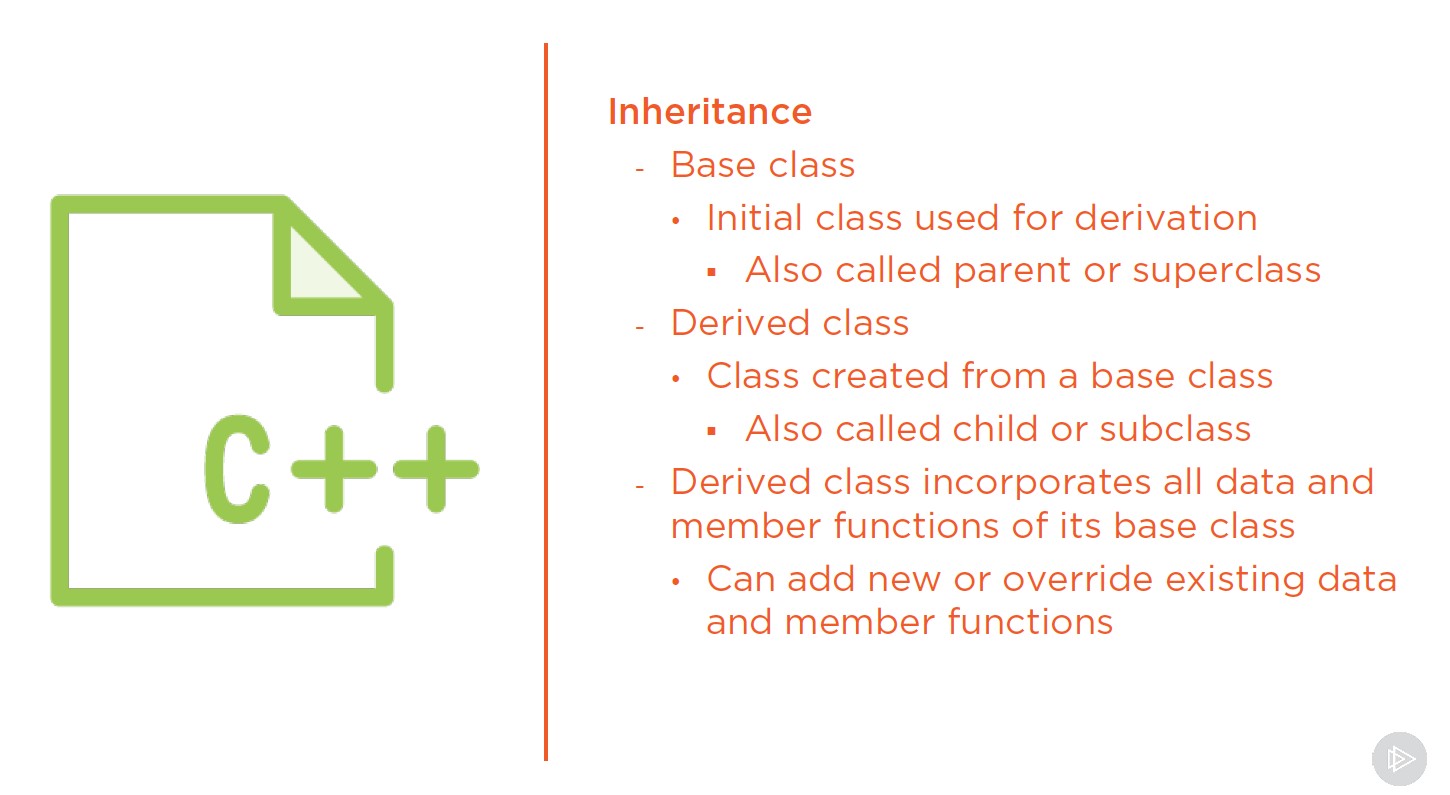 Inheritance
- Base class
• Initial class used for derivation
▪ Also called parent or superclass
- Derived class
• Class created from a base class
▪ Also called child or subclass
- Derived class incorporates all data and
member functions of its base class
• Can add new or override existing data
and member functions
C++